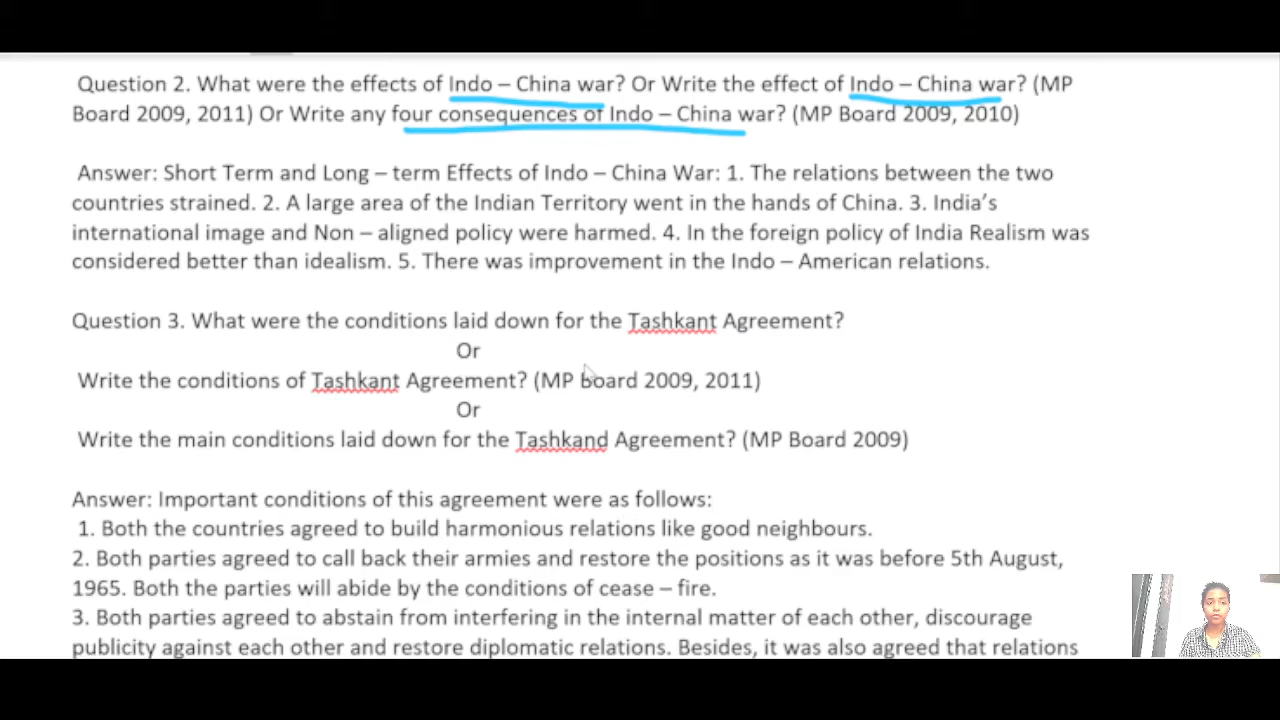 Question 2. What were the effects of Indo – China war? Or Write the effect of Indo – China war? (MP
Board 2009, 2011) Or Write any four consequences of Indo – China war? (MP Board 2009, 2010)
Answer: Short Term and Long – term Effects of Indo – China War: 1. The relations between the two
countries strained. 2. A large area of the Indian Territory went in the hands of China. 3. India's
international image and Non – aligned policy were harmed. 4. In the foreign policy of India Realism was
considered better than idealism. 5. There was improvement in the Indo – American relations.
Question 3. What were the conditions laid down for the Tashkant Agreement?
Or
Write the conditions of Tashkant Agreement? (MP board 2009, 2011)
Or
Write the main conditions laid down for the Tashkand Agreement? (MP Board 2009)
Answer: Important conditions of this agreement were as follows:
1. Both the countries agreed to build harmonious relations like good neighbours.
2. Both parties agreed to call back their armies and restore the positions as it was before 5th August,
1965. Both the parties will abide by the conditions of cease – fire.
3. Both parties agreed to abstain from interfering in the internal matter of each other, discourage
publicity against each other and restore diplomatic relations. Besides, it was also agreed that relations